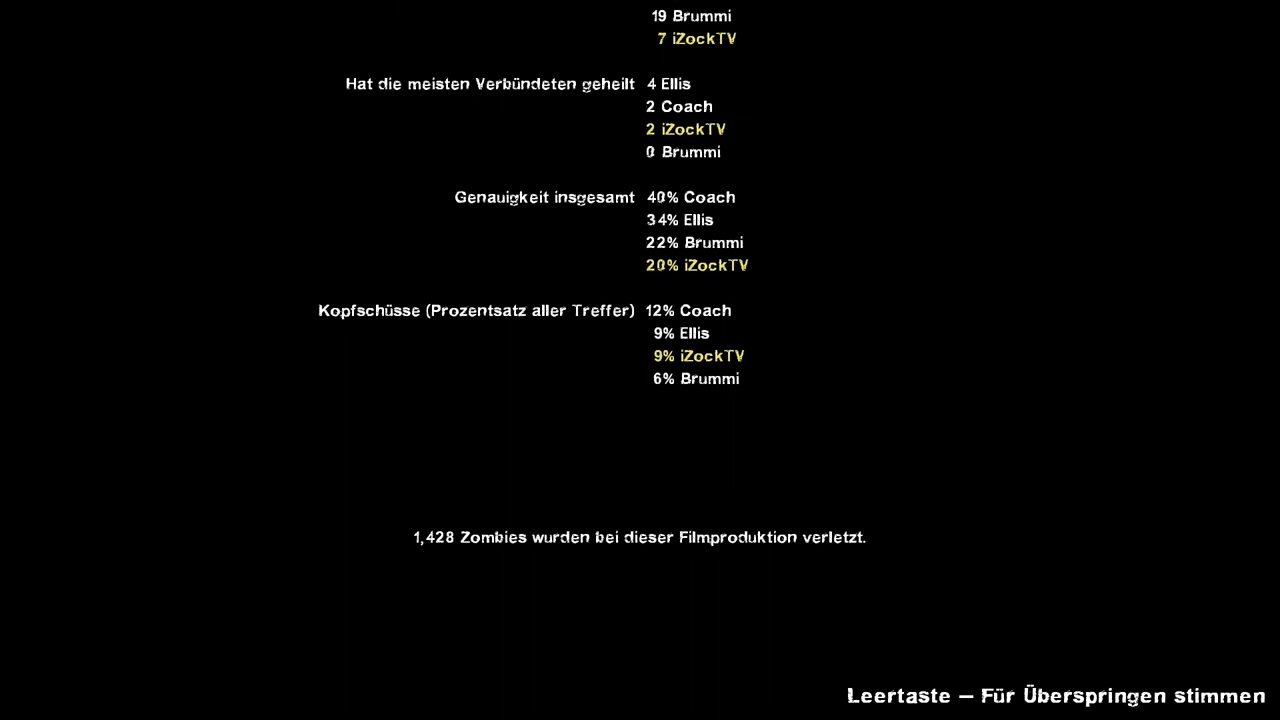 19 Brummi
7 iZockTV
Hat die meisten Verbündeten geheilt 4 Ellis
2 Coach
2 iZockTV
0 Brummi
Genauigkeit insgesamt 40% Coach
34% Ellis
22% Brummi
20% iZockTV
Kopfschüsse (Prozentsatz aller Treffer) 12% Coach
9% Ellis
9% iZockTV
6% Brummi
1,428 Zombies wurden bei dieser Filmproduktion verletzt.
Leertaste – Für Überspringen stimmen